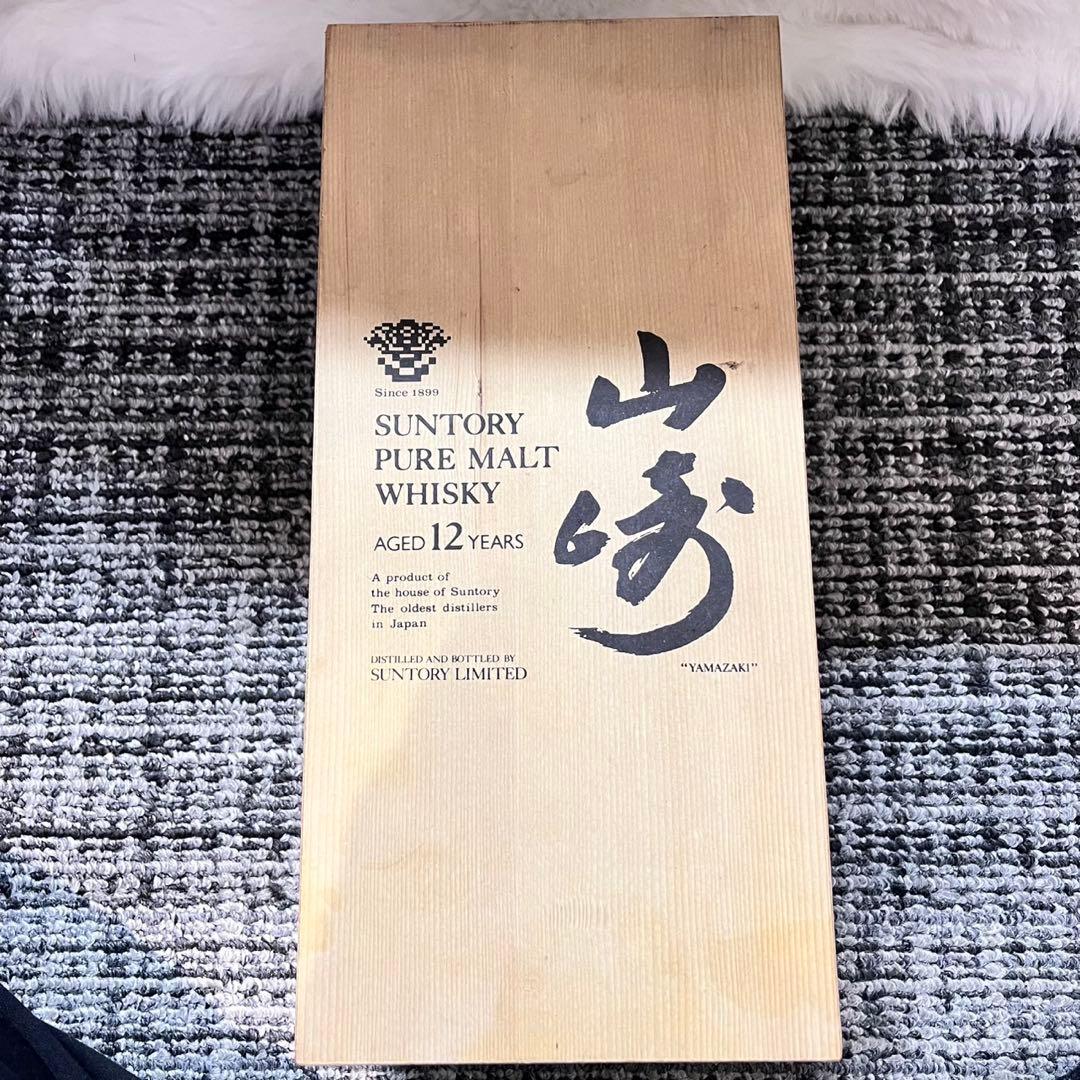 Since 1899
SUNTORY
PURE MALT
WHISKY
AGED 12 YEARS
A product of
the house of Suntory
The oldest distillers
in Japan
DISTILLED AND BOTTLED BY
SUNTORY LIMITED
山崎
"YAMAZAKI"